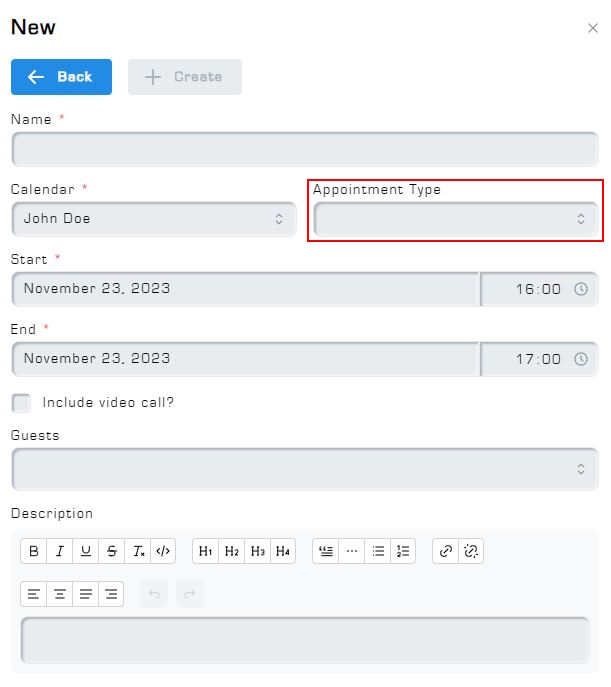 New
Back Create
Name *
Calendar * Appointment Type
John Doe
Start *
November 23, 2023 16:00
End *
November 23, 2023 17:00
Include video call?
Guests
Description
B I U S Tx </> H1 H2 H3 H4